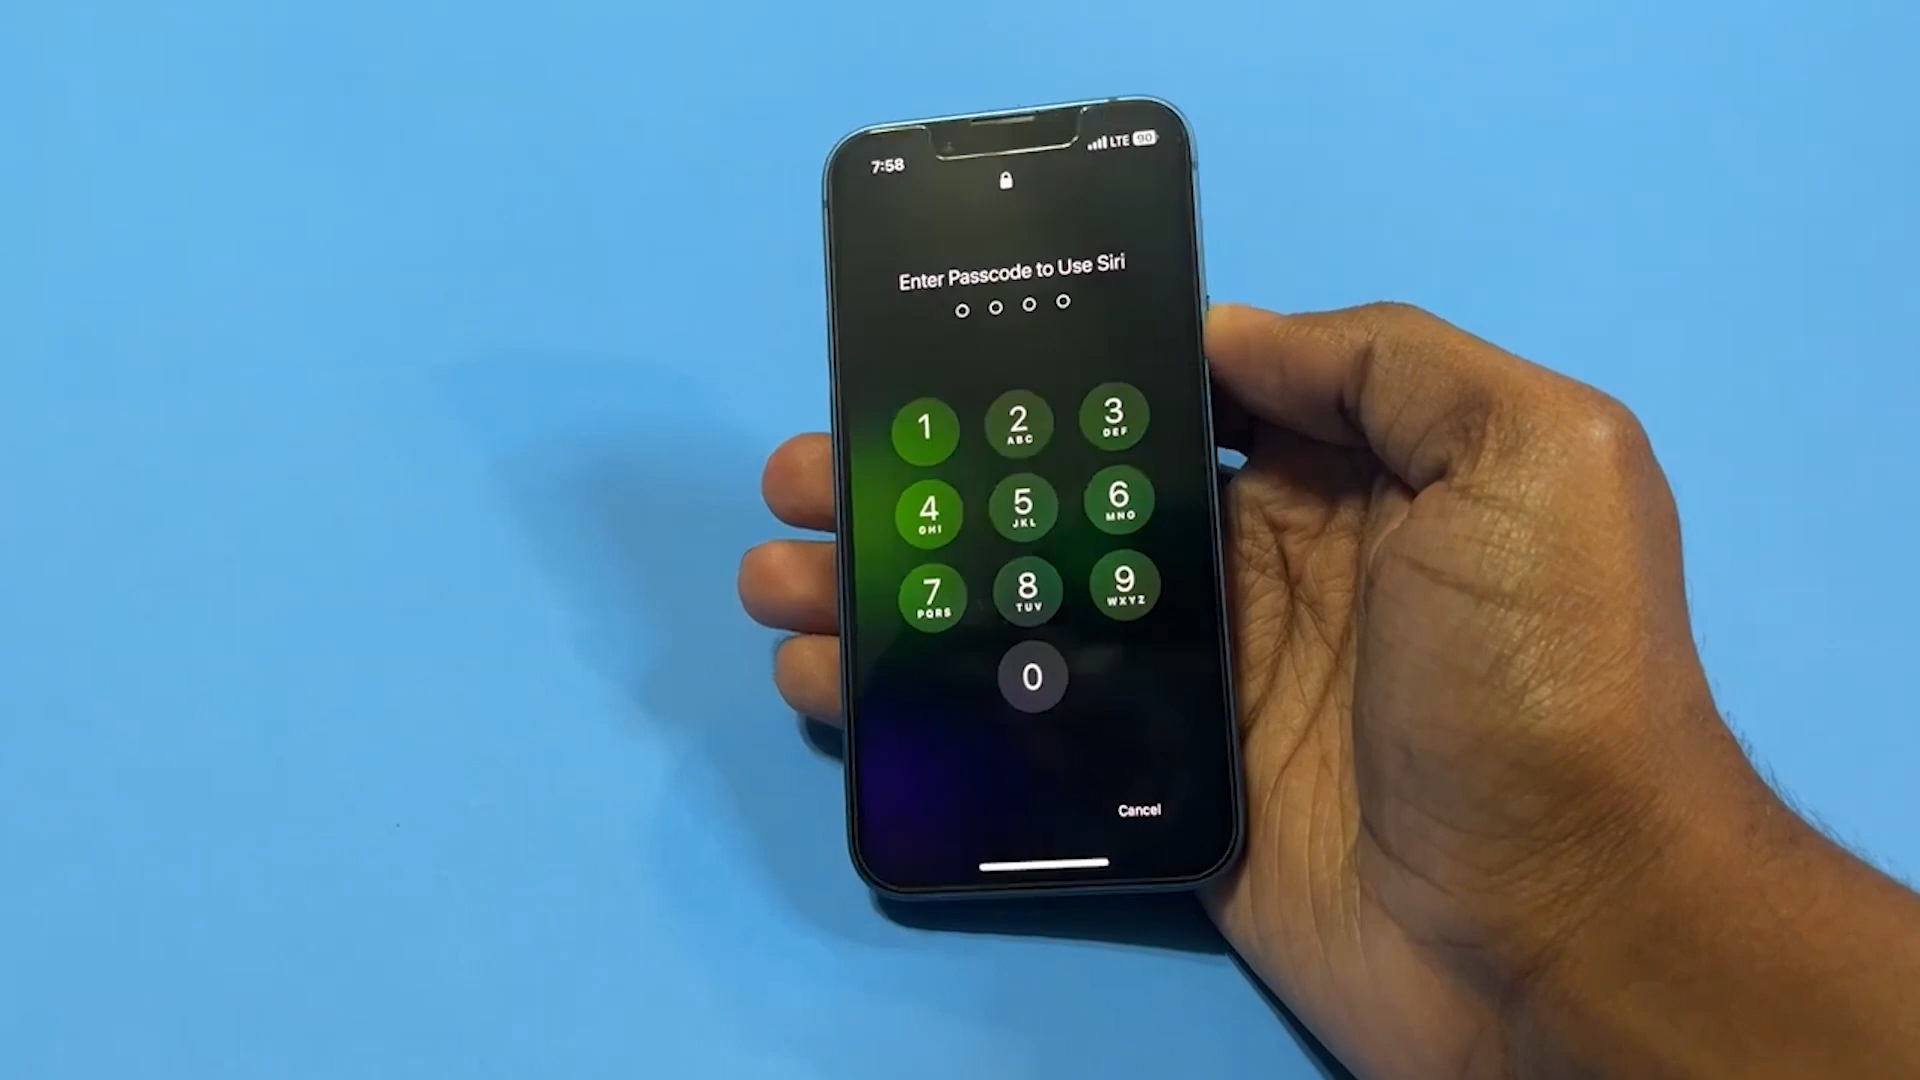 7:58 LTE 90
Enter Passcode to Use Siri
1 2 3
ABC DEF
4 5 6
GHI JKL MNO
7 8 9
PQRS TUV WXYZ
0
Cancel